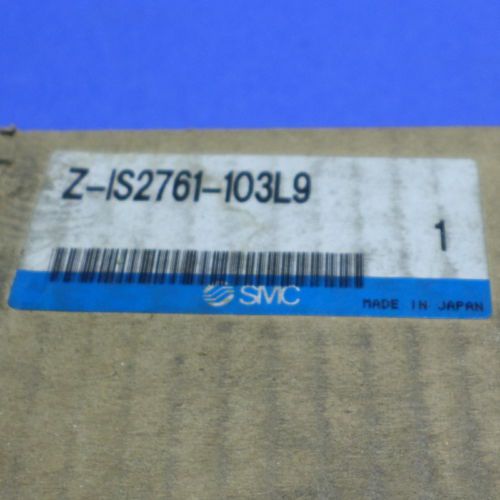 Z-IS2761-103L9
1
SMC
MADE IN JAPAN